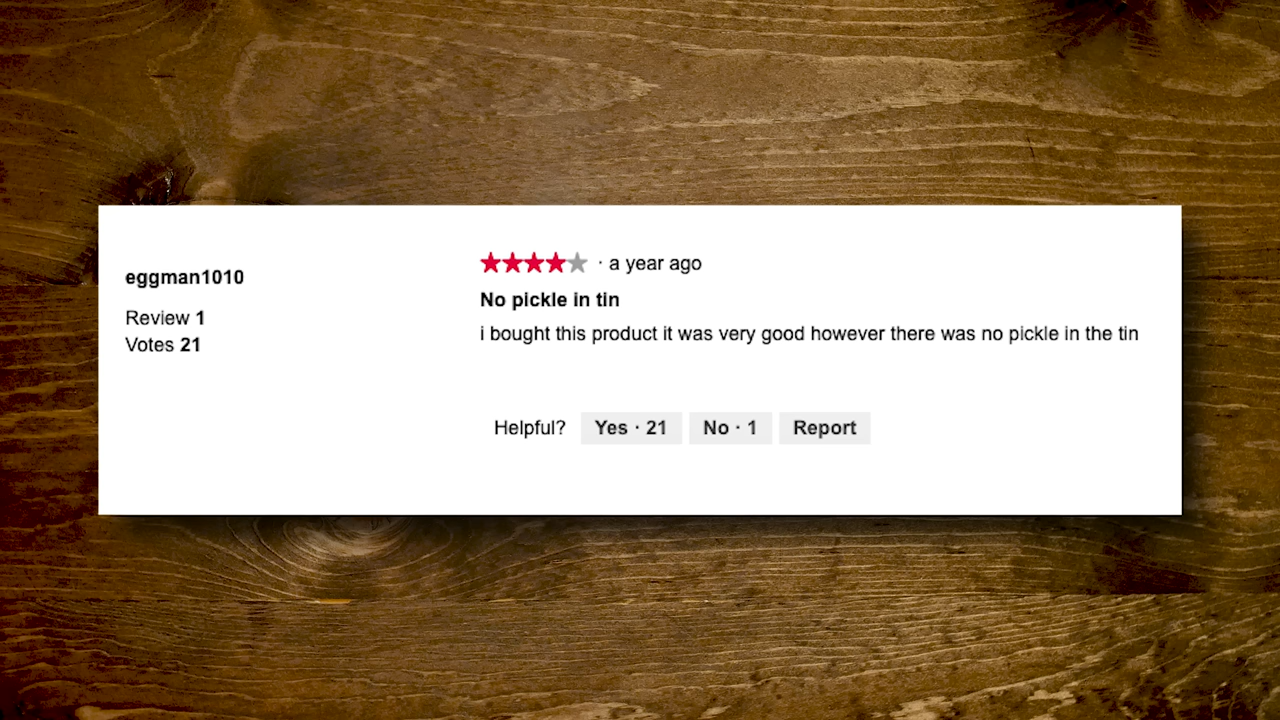 eggman1010
Review 1
Votes 21
★★★★★ · a year ago
No pickle in tin
i bought this product it was very good however there was no pickle in the tin
Helpful? Yes · 21 No · 1 Report